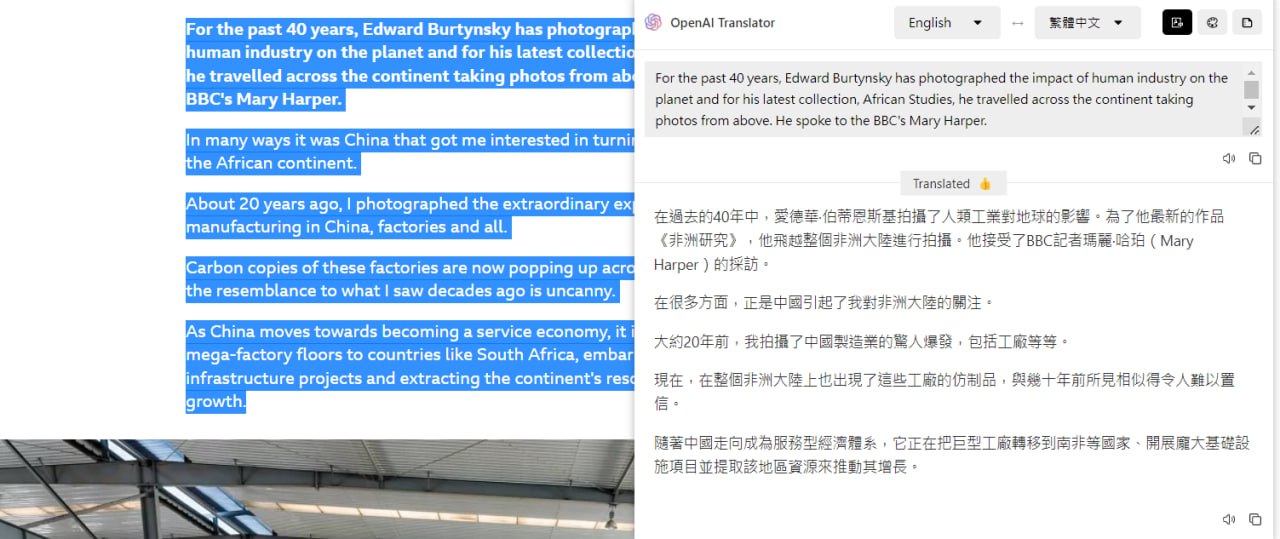 For the past 40 years, Edward Burtynsky has photograp
human industry on the planet and for his latest collectio
he travelled across the continent taking photos from abo
BBC's Mary Harper.
In many ways it was China that got me interested in turnin
the African continent.
About 20 years ago, I photographed the extraordinary exp
manufacturing in China, factories and all.
Carbon copies of these factories are now popping up acro
the resemblance to what I saw decades ago is uncanny.
As China moves towards becoming a service economy, it i
mega-factory floors to countries like South Africa, embar
infrastructure projects and extracting the continent's reso
growth.
OpenAI Translator
English
繁體中文
For the past 40 years, Edward Burtynsky has photographed the impact of human industry on the
planet and for his latest collection, African Studies, he travelled across the continent taking
photos from above. He spoke to the BBC's Mary Harper.
Translated 👍
在過去的40年中，愛德華·伯蒂恩斯基拍攝了人類工業對地球的影響。為了他最新的作品
《非洲研究》，他飛越整個非洲大陸進行拍攝。他接受了BBC記者瑪麗·哈珀（Mary
Harper）的採訪。
在很多方面，正是中國引起了我對非洲大陸的關注。
大約20年前，我拍攝了中國製造業的驚人爆發，包括工廠等等。
現在，在整個非洲大陸上也出現了這些工廠的仿制品，與幾十年前所見相似得令人難以置
信。
隨著中國走向成為服務型經濟體系，它正在把巨型工廠轉移到南非等國家、開展龐大基礎設
施項目並提取該地區資源來推動其增長。